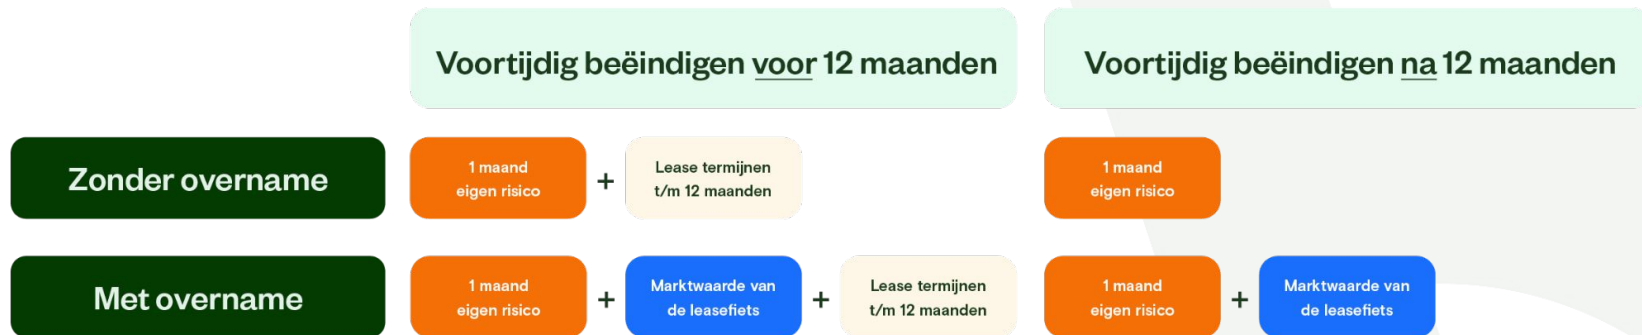 Voortijdig beëindigen voor 12 maanden
Voortijdig beëindigen na 12 maanden
Zonder overname
1 maand
eigen risico
+
Lease termijnen
t/m 12 maanden
1 maand
eigen risico
Met overname
1 maand
eigen risico
+
Marktwaarde van
de leasefiets
+
Lease termijnen
t/m 12 maanden
1 maand
eigen risico
+
Marktwaarde van
de leasefiets